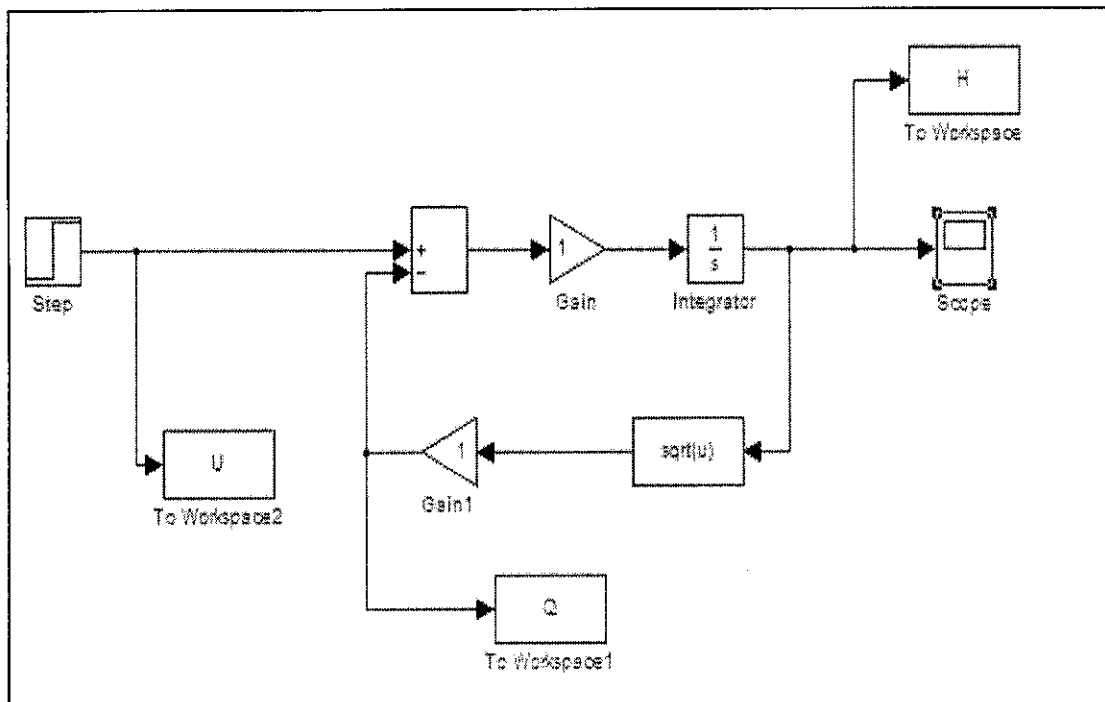 H
To Workspace
Step
+
−
1
Gain
1
s
Integrator
Scope
U
To Workspace2
1
Gain1
sqrt(u)
Q
To Workspace1